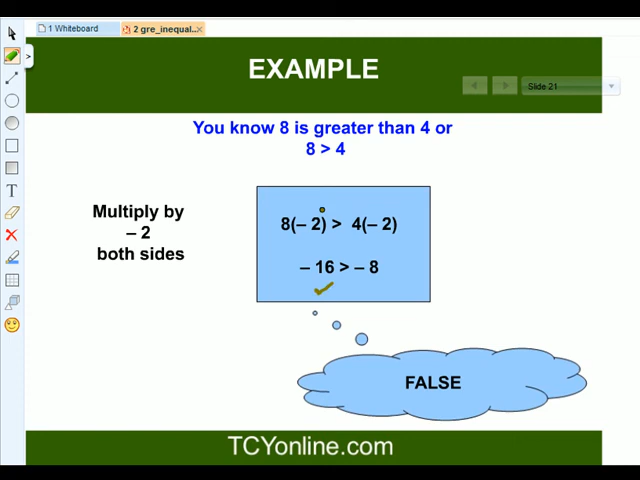 1 Whiteboard
2 gre_inequal...
EXAMPLE
Slide 21
You know 8 is greater than 4 or
8 > 4
Multiply by
– 2
both sides
8(– 2) > 4(– 2)
– 16 > – 8
FALSE
TCYonline.com